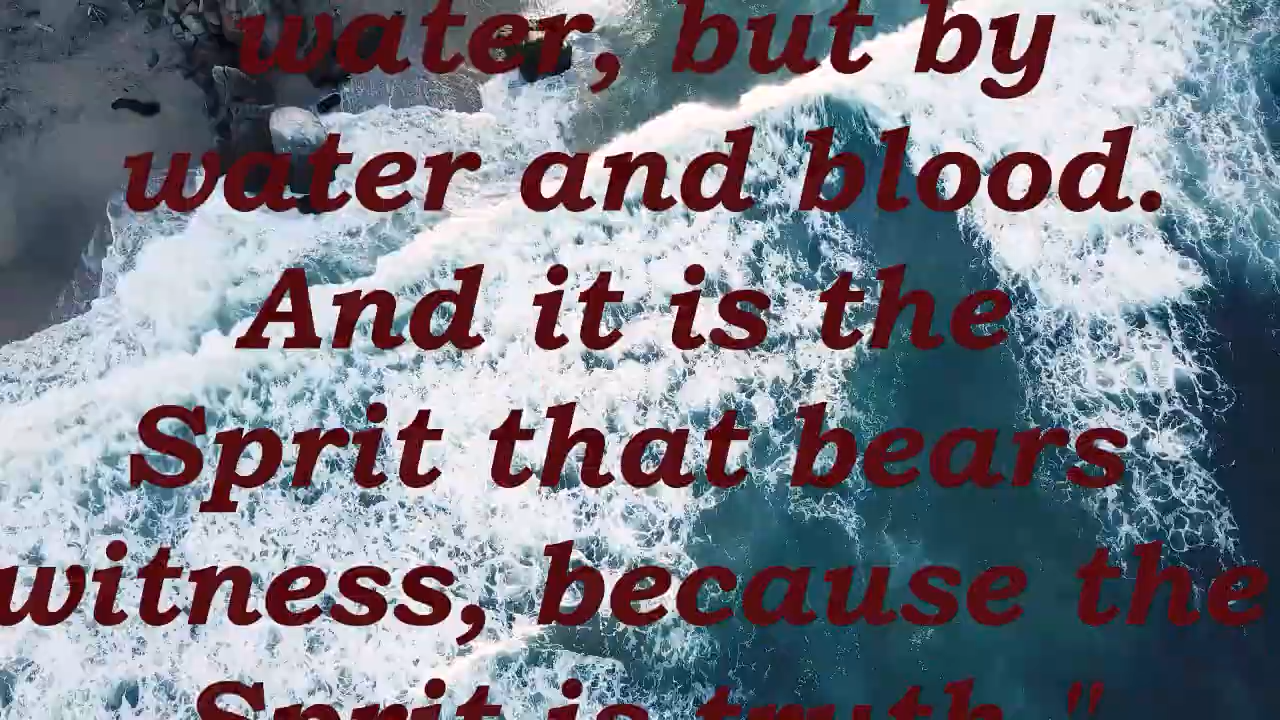 water, but by
water and blood.
And it is the
Sprit that bears
witness, because the
Sprit is truth."